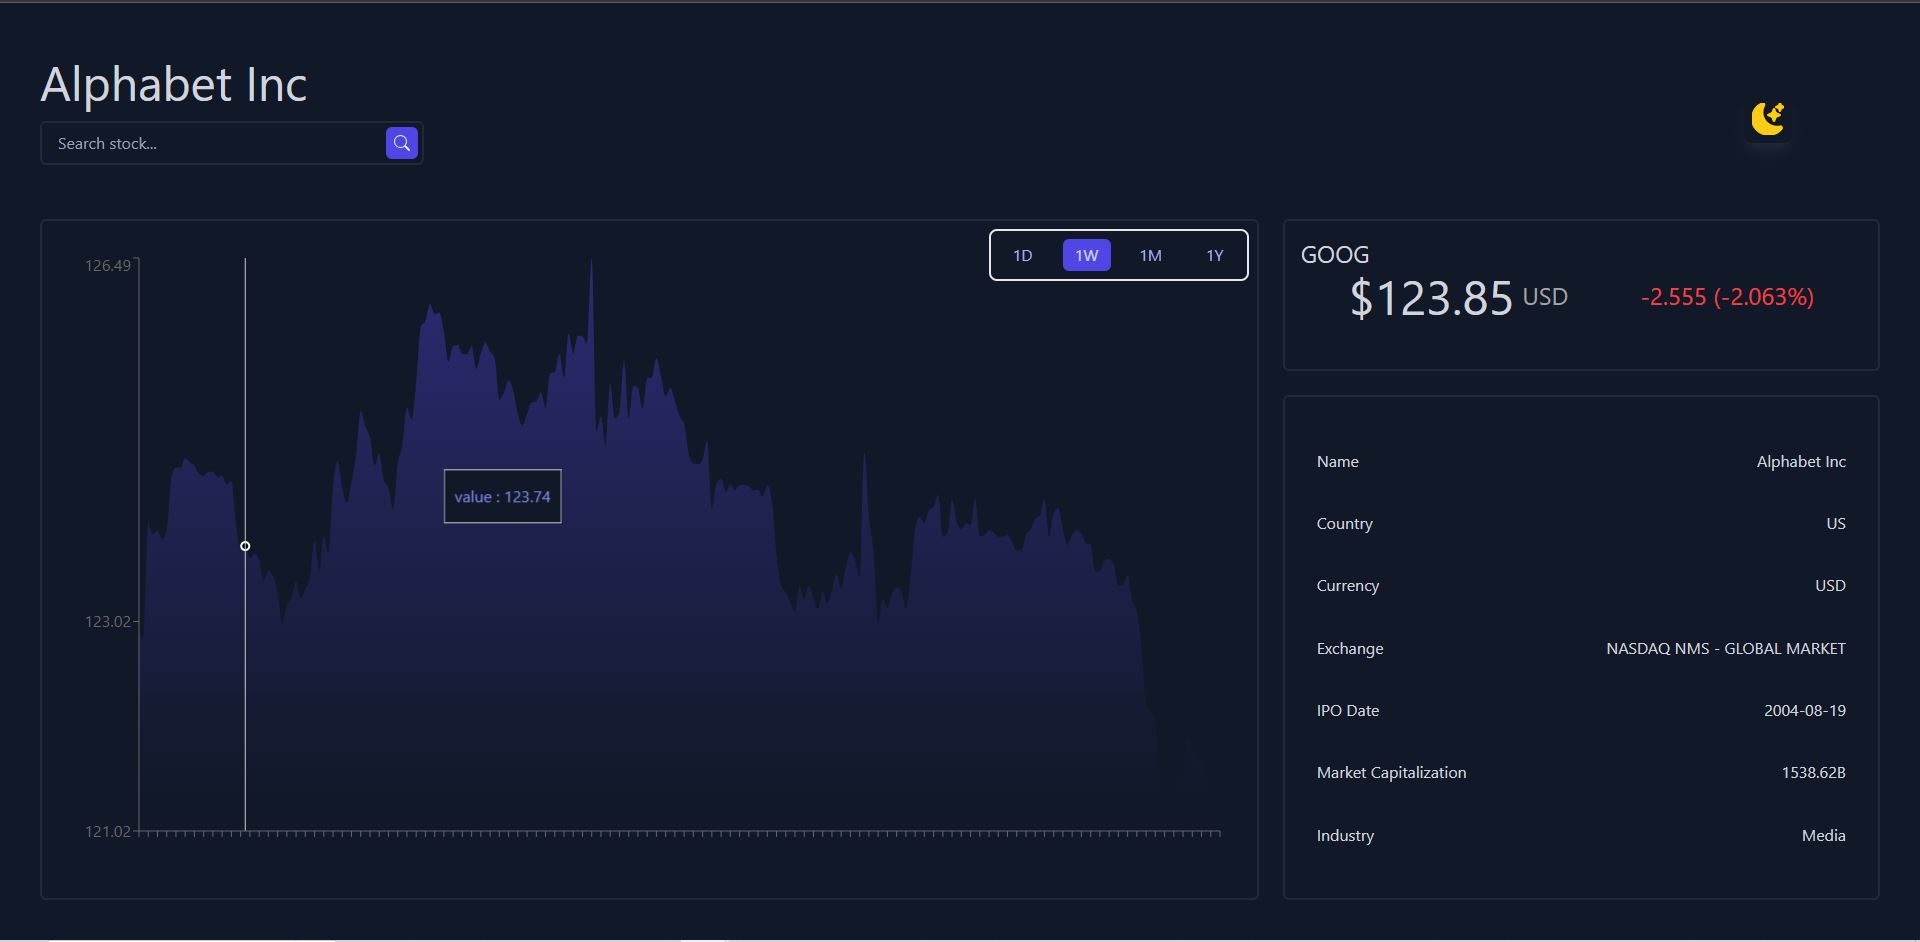 Alphabet Inc
Search stock...
1D 1W 1M 1Y
126.49
123.02
121.02
value : 123.74
GOOG
$123.85 USD -2.555 (-2.063%)
Name Alphabet Inc
Country US
Currency USD
Exchange NASDAQ NMS - GLOBAL MARKET
IPO Date 2004-08-19
Market Capitalization 1538.62B
Industry Media